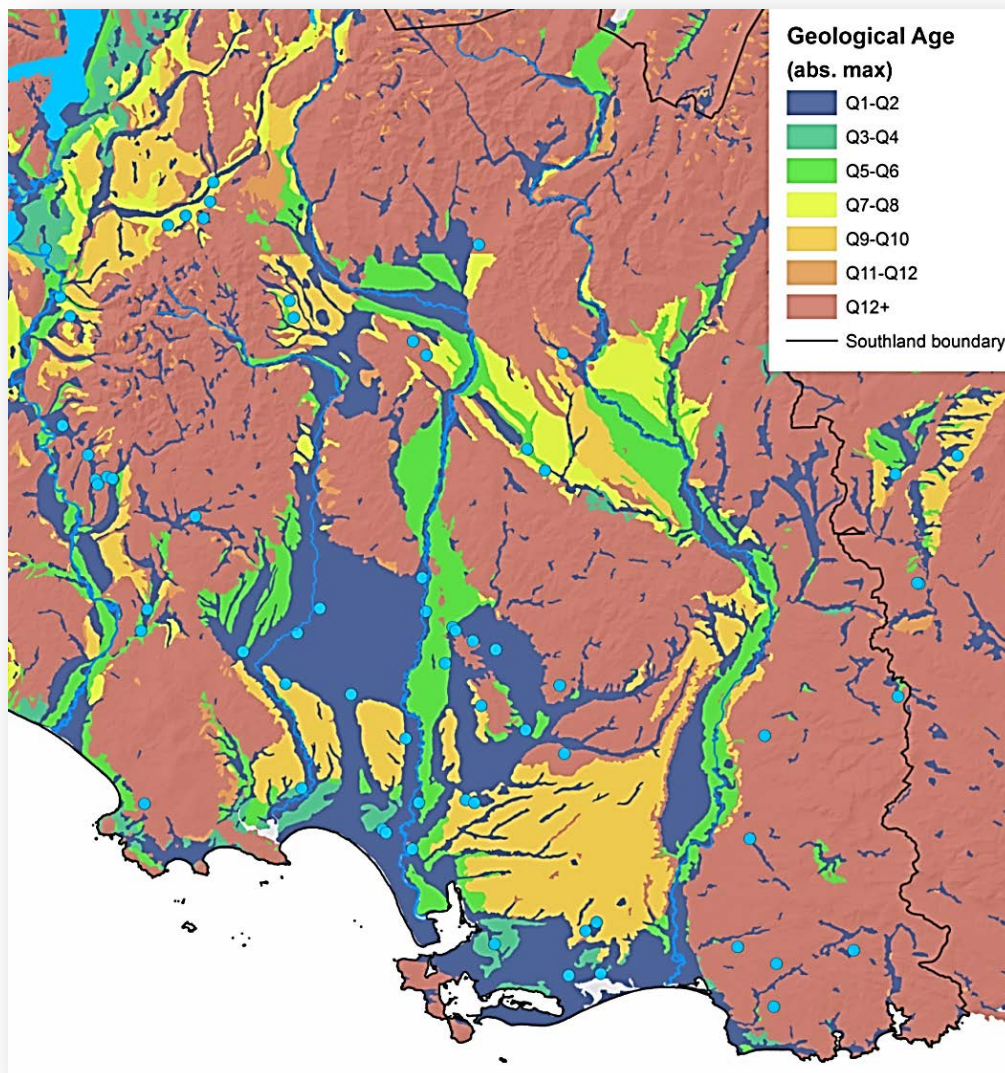 Geological Age
(abs. max)
Q1-Q2
Q3-Q4
Q5-Q6
Q7-Q8
Q9-Q10
Q11-Q12
Q12+
Southland boundary